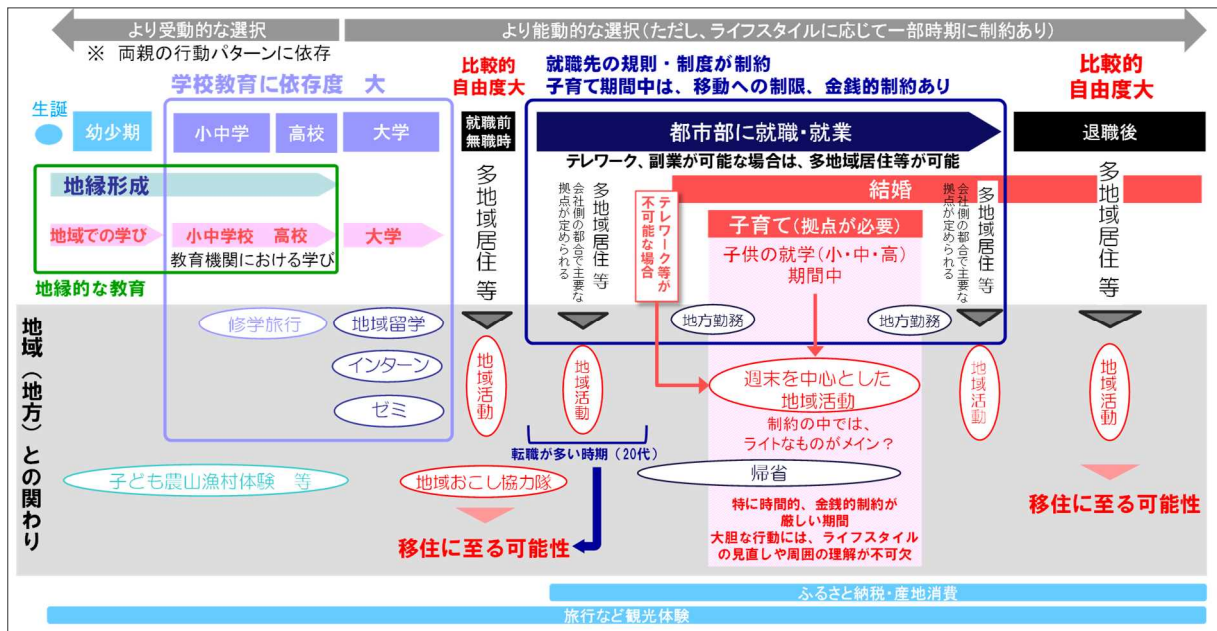 より受動的な選択
より能動的な選択(ただし、ライフスタイルに応じて一部時期に制約あり)
※ 両親の行動パターンに依存
学校教育に依存度 大
比較的
自由度大
就職先の規則・制度が制約
子育て期間中は、移動への制限、金銭的制約あり
比較的
自由度大
生誕
幼少期
小中学
高校
大学
就職前
無職時
都市部に就職・就業
退職後
テレワーク、副業が可能な場合は、多地域居住等が可能
地縁形成
結婚
地域での学び
小中学校 高校
大学
教育機関における学び
地縁的な教育
多地域居住 等
多地域居住 等
会社側の都合で主要な
拠点が定められる
テレワーク等が
不可能な場合
子育て(拠点が必要)
子供の就学(小・中・高)
期間中
多地域居住 等
会社側の都合で主要な
拠点が定められる
多地域居住 等
地域(地方)との関わり
修学旅行
地域留学
インターン
ゼミ
地方勤務
地方勤務
地域活動
地域活動
週末を中心とした
地域活動
地域活動
地域活動
制約の中では、
ライトなものがメイン?
転職が多い時期(20代)
子ども農山漁村体験 等
地域おこし協力隊
帰省
移住に至る可能性
特に時間的、金銭的制約が
厳しい期間
大胆な行動には、ライフスタイル
の見直しや周囲の理解が不可欠
移住に至る可能性
ふるさと納税・産地消費
旅行など観光体験